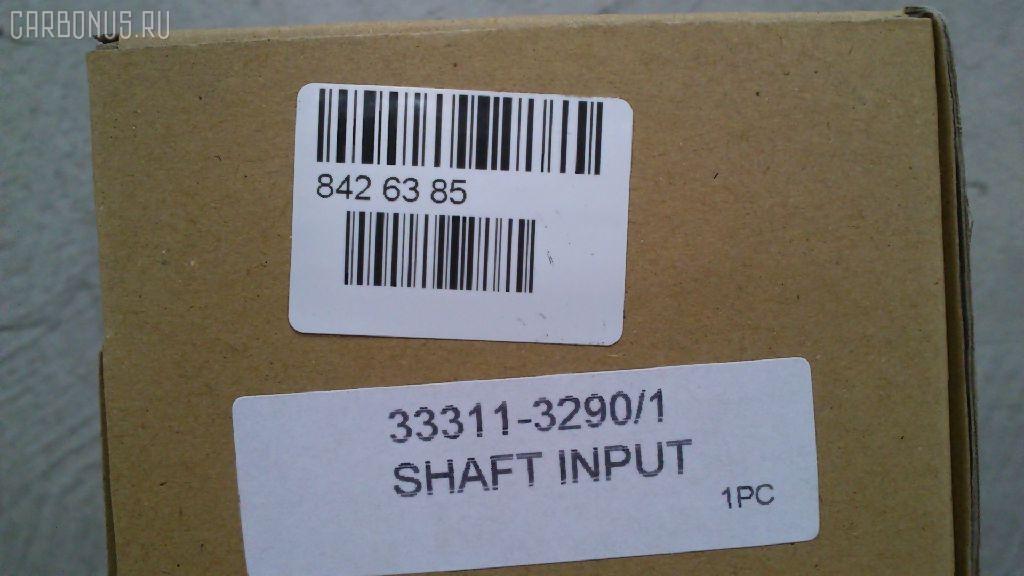 CARBONUS.RU
842 63 85
33311-3290/1
SHAFT INPUT
1PC